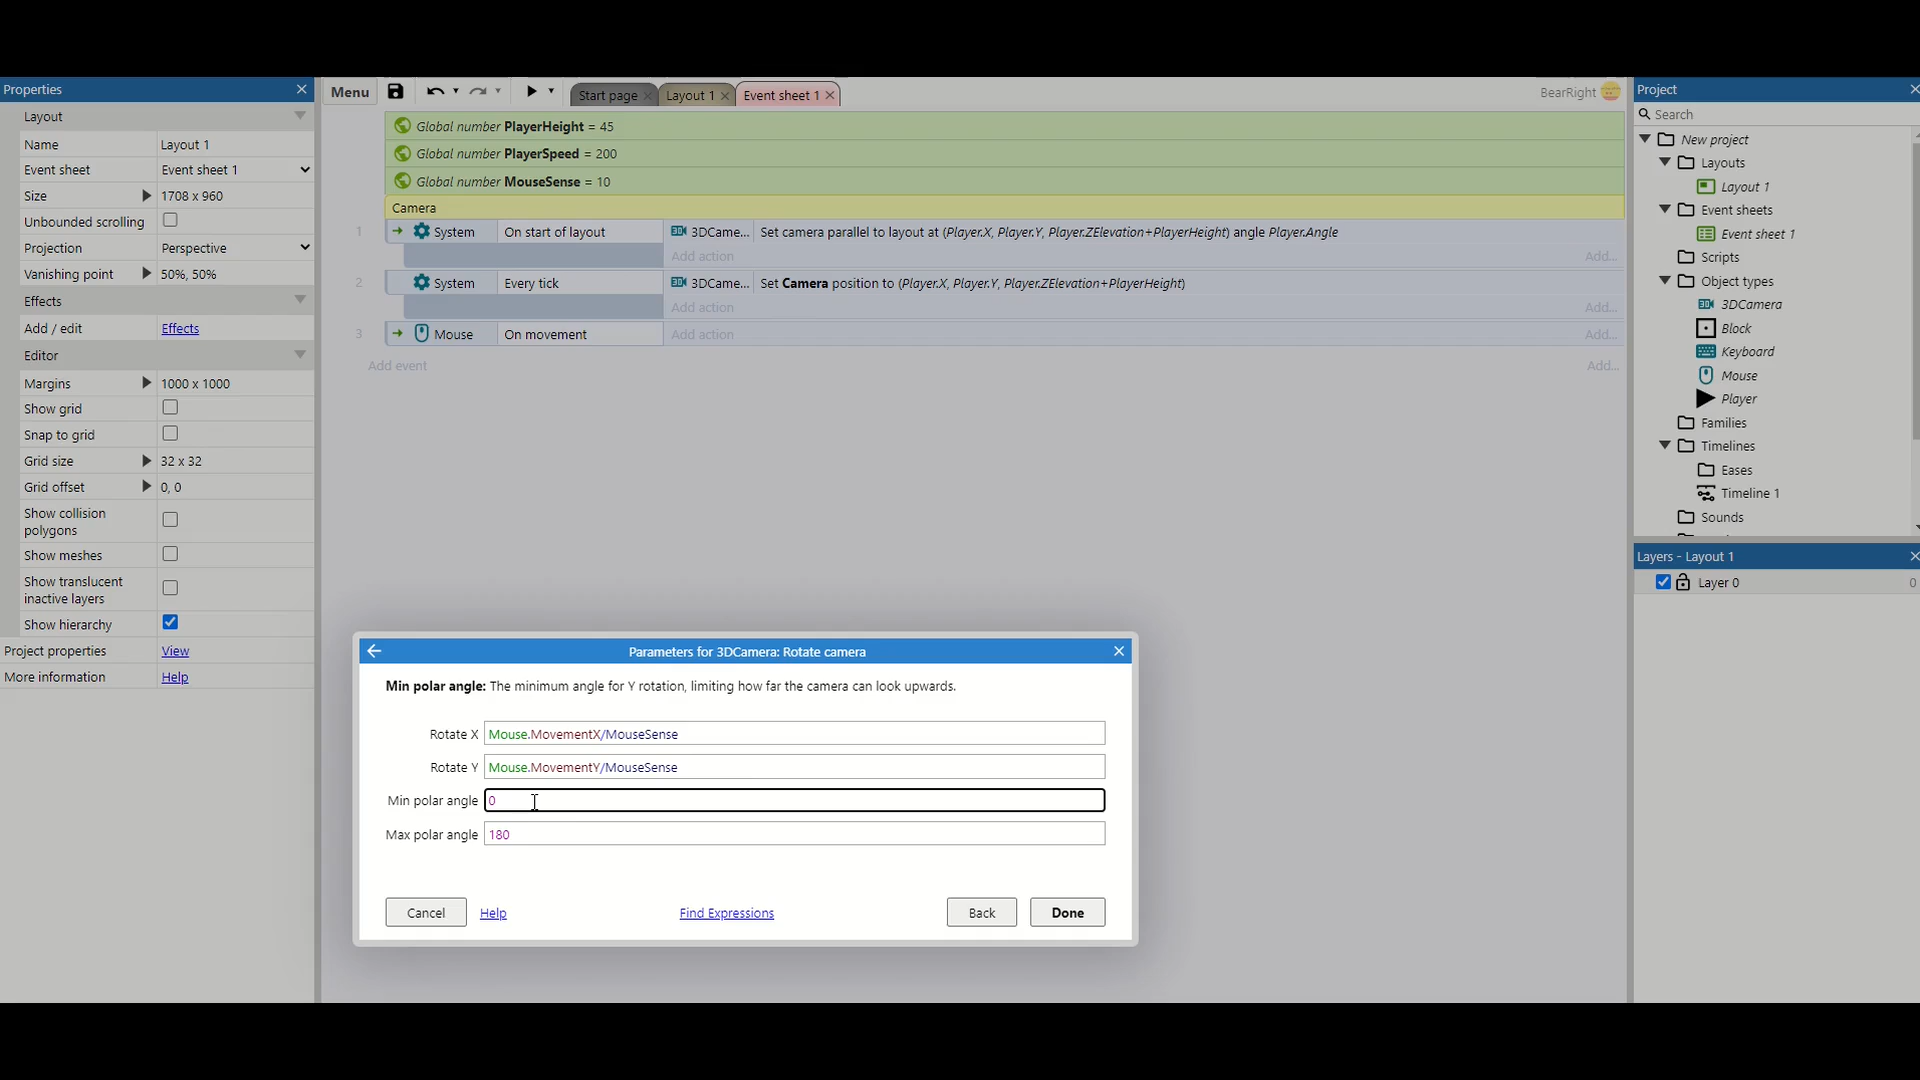 Properties
Layout
Name Layout 1
Event sheet Event sheet 1
Size 1708 x 960
Unbounded scrolling
Projection Perspective
Vanishing point 50%, 50%
Effects
Add / edit Effects
Editor
Margins 1000 x 1000
Show grid
Snap to grid
Grid size 32 x 32
Grid offset 0, 0
Show collision
polygons
Show meshes
Show translucent
inactive layers
Show hierarchy
Project properties View
More information Help
Menu Start page Layout 1 Event sheet 1 BearRight
Global number PlayerHeight = 45
Global number PlayerSpeed = 200
Global number MouseSense = 10
Camera
1 System On start of layout 3DCame... Set camera parallel to layout at (Player.X, Player.Y, Player.ZElevation+PlayerHeight) angle Player.Angle
Add action Add...
2 System Every tick 3DCame... Set Camera position to (Player.X, Player.Y, Player.ZElevation+PlayerHeight)
Add action Add...
3 Mouse On movement Add action Add...
Add event Add...
Parameters for 3DCamera: Rotate camera
Min polar angle: The minimum angle for Y rotation, limiting how far the camera can look upwards.
Rotate X Mouse.MovementX/MouseSense
Rotate Y Mouse.MovementY/MouseSense
Min polar angle 0
Max polar angle 180
Cancel Help Find Expressions Back Done
Project
Search
New project
Layouts
Layout 1
Event sheets
Event sheet 1
Scripts
Object types
3DCamera
Block
Keyboard
Mouse
Player
Families
Timelines
Eases
Timeline 1
Sounds
Layers - Layout 1
Layer 0 0